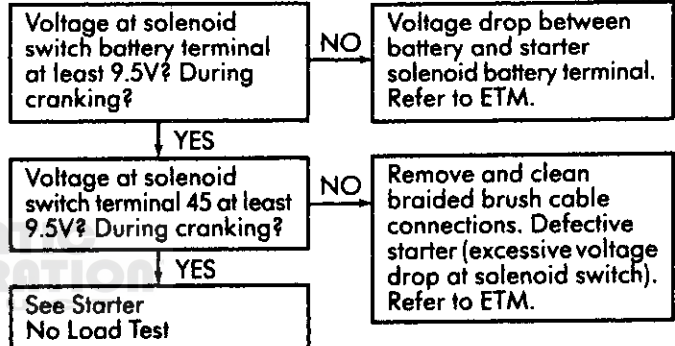 Voltage at solenoid
switch battery terminal
at least 9.5V? During
cranking?
NO
Voltage drop between
battery and starter
solenoid battery terminal.
Refer to ETM.
YES
Voltage at solenoid
switch terminal 45 at least
9.5V? During cranking?
NO
Remove and clean
braided brush cable
connections. Defective
starter (excessive voltage
drop at solenoid switch).
Refer to ETM.
YES
See Starter
No Load Test